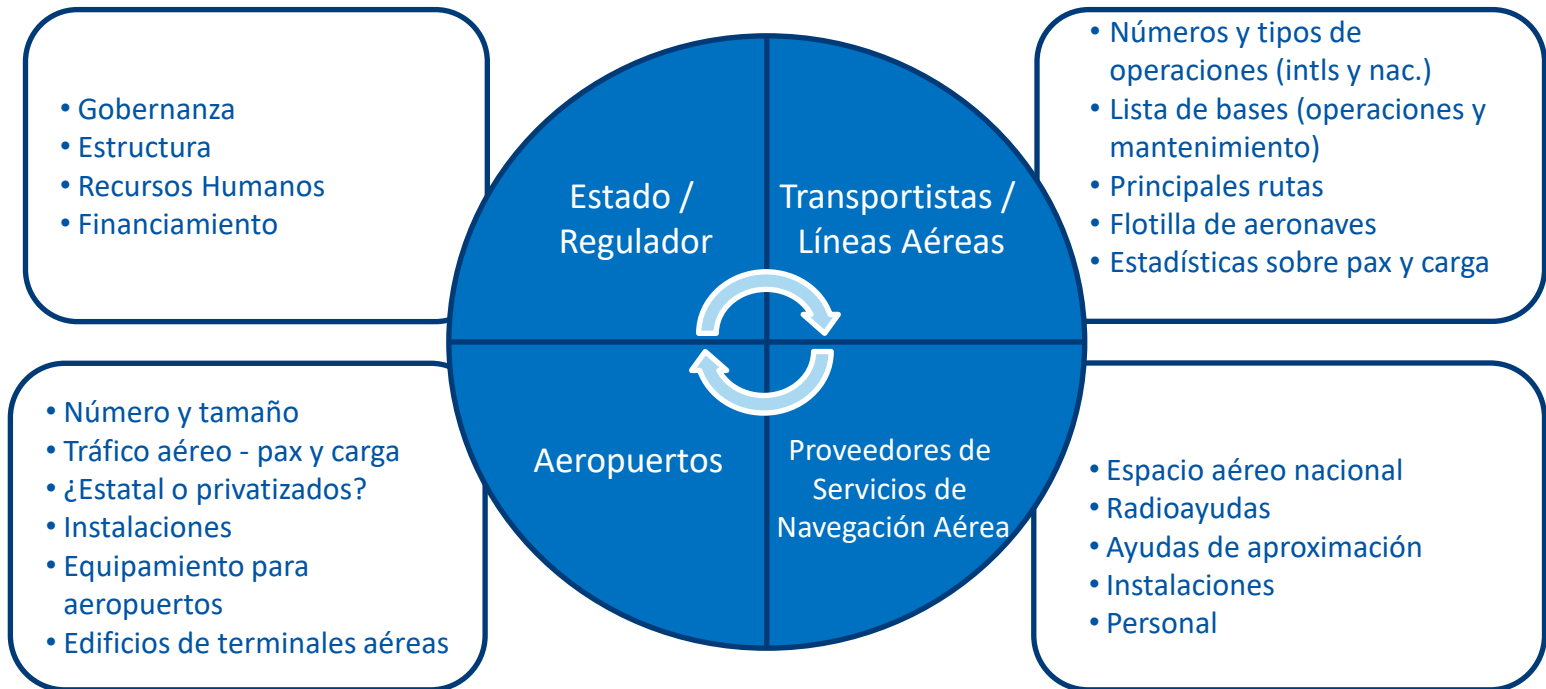 • Gobernanza
• Estructura
• Recursos Humanos
• Financiamiento
Estado /
Regulador
Transportistas /
Líneas Aéreas
• Números y tipos de
operaciones (intls y nac.)
• Lista de bases (operaciones y
mantenimiento)
• Principales rutas
• Flotilla de aeronaves
• Estadísticas sobre pax y carga
• Número y tamaño
• Tráfico aéreo - pax y carga
• ¿Estatal o privatizados?
• Instalaciones
• Equipamiento para
aeropuertos
• Edificios de terminales aéreas
Aeropuertos
Proveedores de
Servicios de
Navegación Aérea
• Espacio aéreo nacional
• Radioayudas
• Ayudas de aproximación
• Instalaciones
• Personal